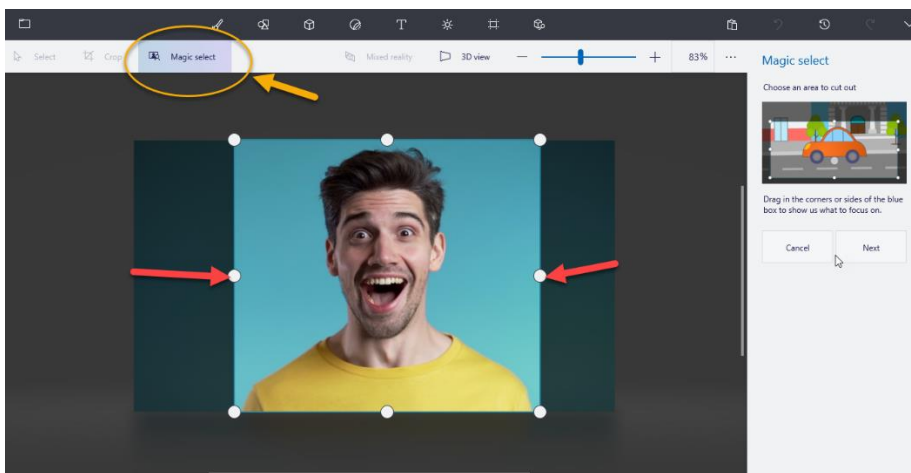 Select Crop Magic select Mixed reality 3D view 83%
Magic select
Choose an area to cut out
Drag in the corners or sides of the blue
box to show us what to focus on.
Cancel Next